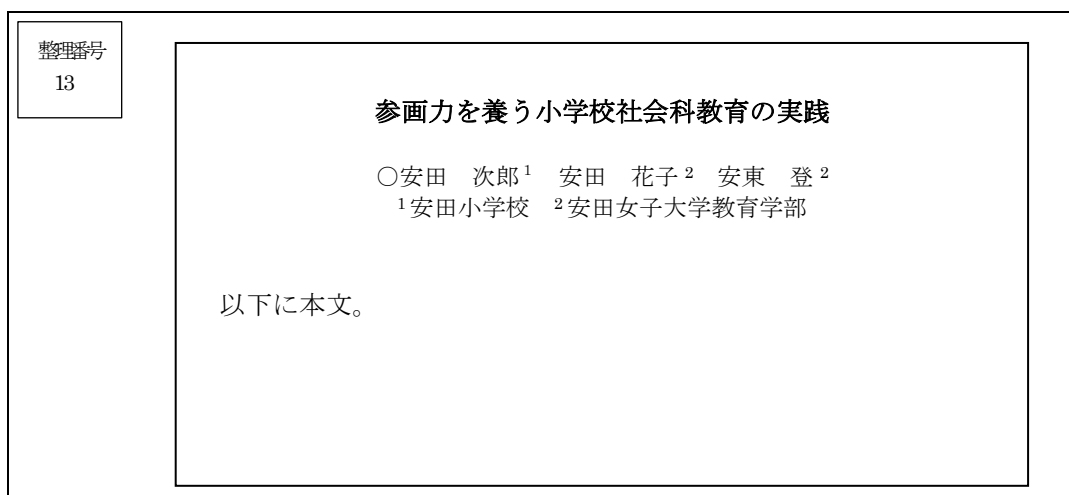 整理番号
13
参画力を養う小学校社会科教育の実践
○安田　次郎1　安田　花子2　安東　登2
1安田小学校　2安田女子大学教育学部
以下に本文。